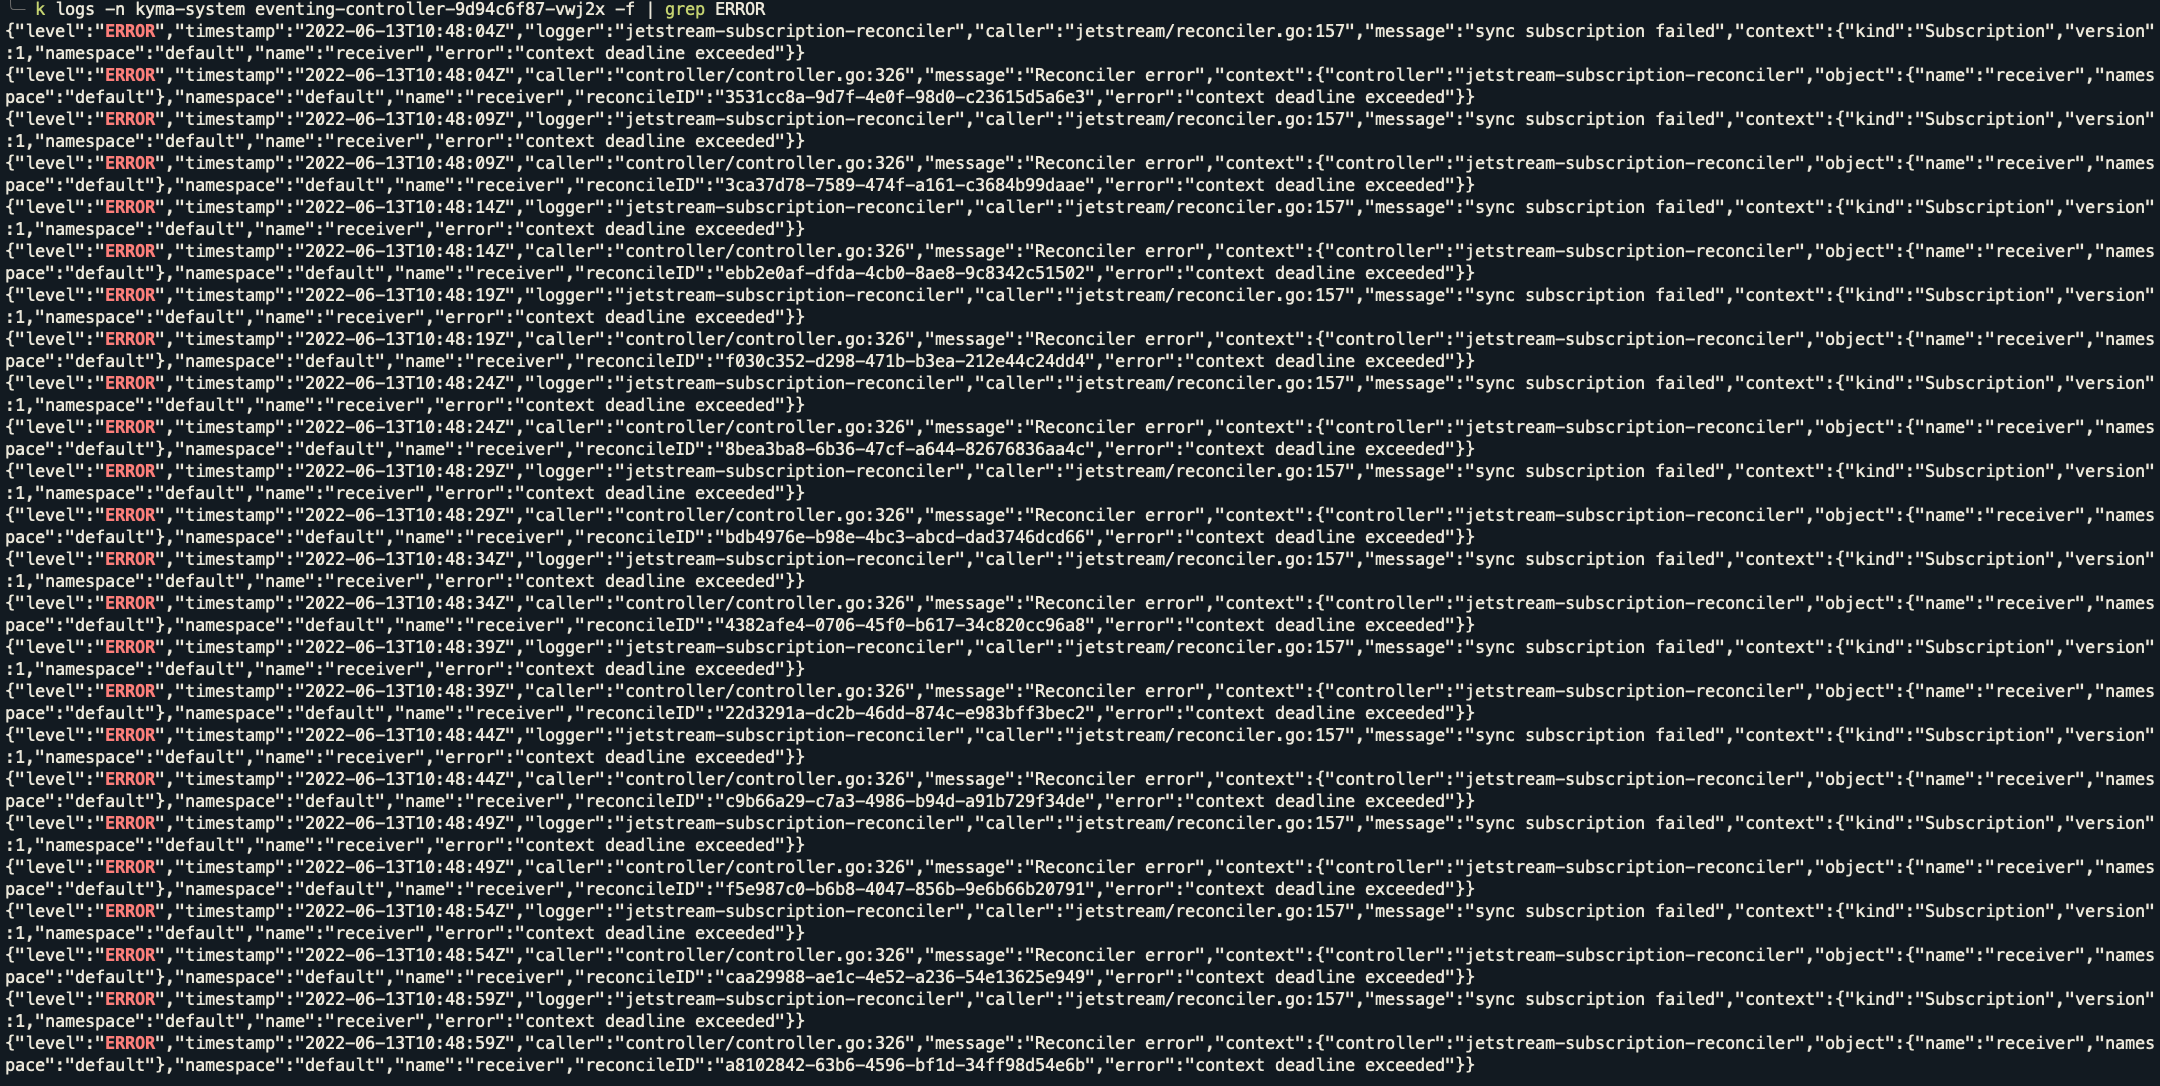 k logs -n kyma-system eventing-controller-9d94c6f87-vwj2x -f | grep ERROR
{"level":"ERROR","timestamp":"2022-06-13T10:48:04Z","logger":"jetstream-subscription-reconciler","caller":"jetstream/reconciler.go:157","message":"sync subscription failed","context":{"kind":"Subscription","version"
:1,"namespace":"default","name":"receiver","error":"context deadline exceeded"}}
{"level":"ERROR","timestamp":"2022-06-13T10:48:04Z","caller":"controller/controller.go:326","message":"Reconciler error","context":{"controller":"jetstream-subscription-reconciler","object":{"name":"receiver","names
pace":"default"},"namespace":"default","name":"receiver","reconcileID":"3531cc8a-9d7f-4e0f-98d0-c23615d5a6e3","error":"context deadline exceeded"}}
{"level":"ERROR","timestamp":"2022-06-13T10:48:09Z","logger":"jetstream-subscription-reconciler","caller":"jetstream/reconciler.go:157","message":"sync subscription failed","context":{"kind":"Subscription","version"
:1,"namespace":"default","name":"receiver","error":"context deadline exceeded"}}
{"level":"ERROR","timestamp":"2022-06-13T10:48:09Z","caller":"controller/controller.go:326","message":"Reconciler error","context":{"controller":"jetstream-subscription-reconciler","object":{"name":"receiver","names
pace":"default"},"namespace":"default","name":"receiver","reconcileID":"3ca37d78-7589-474f-a161-c3684b99daae","error":"context deadline exceeded"}}
{"level":"ERROR","timestamp":"2022-06-13T10:48:14Z","logger":"jetstream-subscription-reconciler","caller":"jetstream/reconciler.go:157","message":"sync subscription failed","context":{"kind":"Subscription","version"
:1,"namespace":"default","name":"receiver","error":"context deadline exceeded"}}
{"level":"ERROR","timestamp":"2022-06-13T10:48:14Z","caller":"controller/controller.go:326","message":"Reconciler error","context":{"controller":"jetstream-subscription-reconciler","object":{"name":"receiver","names
pace":"default"},"namespace":"default","name":"receiver","reconcileID":"ebb2e0af-dfda-4cb0-8ae8-9c8342c51502","error":"context deadline exceeded"}}
{"level":"ERROR","timestamp":"2022-06-13T10:48:19Z","logger":"jetstream-subscription-reconciler","caller":"jetstream/reconciler.go:157","message":"sync subscription failed","context":{"kind":"Subscription","version"
:1,"namespace":"default","name":"receiver","error":"context deadline exceeded"}}
{"level":"ERROR","timestamp":"2022-06-13T10:48:19Z","caller":"controller/controller.go:326","message":"Reconciler error","context":{"controller":"jetstream-subscription-reconciler","object":{"name":"receiver","names
pace":"default"},"namespace":"default","name":"receiver","reconcileID":"f030c352-d298-471b-b3ea-212e44c24dd4","error":"context deadline exceeded"}}
{"level":"ERROR","timestamp":"2022-06-13T10:48:24Z","logger":"jetstream-subscription-reconciler","caller":"jetstream/reconciler.go:157","message":"sync subscription failed","context":{"kind":"Subscription","version"
:1,"namespace":"default","name":"receiver","error":"context deadline exceeded"}}
{"level":"ERROR","timestamp":"2022-06-13T10:48:24Z","caller":"controller/controller.go:326","message":"Reconciler error","context":{"controller":"jetstream-subscription-reconciler","object":{"name":"receiver","names
pace":"default"},"namespace":"default","name":"receiver","reconcileID":"8bea3ba8-6b36-47cf-a644-82676836aa4c","error":"context deadline exceeded"}}
{"level":"ERROR","timestamp":"2022-06-13T10:48:29Z","logger":"jetstream-subscription-reconciler","caller":"jetstream/reconciler.go:157","message":"sync subscription failed","context":{"kind":"Subscription","version"
:1,"namespace":"default","name":"receiver","error":"context deadline exceeded"}}
{"level":"ERROR","timestamp":"2022-06-13T10:48:29Z","caller":"controller/controller.go:326","message":"Reconciler error","context":{"controller":"jetstream-subscription-reconciler","object":{"name":"receiver","names
pace":"default"},"namespace":"default","name":"receiver","reconcileID":"bdb4976e-b98e-4bc3-abcd-dad3746dcd66","error":"context deadline exceeded"}}
{"level":"ERROR","timestamp":"2022-06-13T10:48:34Z","logger":"jetstream-subscription-reconciler","caller":"jetstream/reconciler.go:157","message":"sync subscription failed","context":{"kind":"Subscription","version"
:1,"namespace":"default","name":"receiver","error":"context deadline exceeded"}}
{"level":"ERROR","timestamp":"2022-06-13T10:48:34Z","caller":"controller/controller.go:326","message":"Reconciler error","context":{"controller":"jetstream-subscription-reconciler","object":{"name":"receiver","names
pace":"default"},"namespace":"default","name":"receiver","reconcileID":"4382afe4-0706-45f0-b617-34c820cc96a8","error":"context deadline exceeded"}}
{"level":"ERROR","timestamp":"2022-06-13T10:48:39Z","logger":"jetstream-subscription-reconciler","caller":"jetstream/reconciler.go:157","message":"sync subscription failed","context":{"kind":"Subscription","version"
:1,"namespace":"default","name":"receiver","error":"context deadline exceeded"}}
{"level":"ERROR","timestamp":"2022-06-13T10:48:39Z","caller":"controller/controller.go:326","message":"Reconciler error","context":{"controller":"jetstream-subscription-reconciler","object":{"name":"receiver","names
pace":"default"},"namespace":"default","name":"receiver","reconcileID":"22d3291a-dc2b-46dd-874c-e983bff3bec2","error":"context deadline exceeded"}}
{"level":"ERROR","timestamp":"2022-06-13T10:48:44Z","logger":"jetstream-subscription-reconciler","caller":"jetstream/reconciler.go:157","message":"sync subscription failed","context":{"kind":"Subscription","version"
:1,"namespace":"default","name":"receiver","error":"context deadline exceeded"}}
{"level":"ERROR","timestamp":"2022-06-13T10:48:44Z","caller":"controller/controller.go:326","message":"Reconciler error","context":{"controller":"jetstream-subscription-reconciler","object":{"name":"receiver","names
pace":"default"},"namespace":"default","name":"receiver","reconcileID":"c9b66a29-c7a3-4986-b94d-a91b729f34de","error":"context deadline exceeded"}}
{"level":"ERROR","timestamp":"2022-06-13T10:48:49Z","logger":"jetstream-subscription-reconciler","caller":"jetstream/reconciler.go:157","message":"sync subscription failed","context":{"kind":"Subscription","version"
:1,"namespace":"default","name":"receiver","error":"context deadline exceeded"}}
{"level":"ERROR","timestamp":"2022-06-13T10:48:49Z","caller":"controller/controller.go:326","message":"Reconciler error","context":{"controller":"jetstream-subscription-reconciler","object":{"name":"receiver","names
pace":"default"},"namespace":"default","name":"receiver","reconcileID":"f5e987c0-b6b8-4047-856b-9e6b66b20791","error":"context deadline exceeded"}}
{"level":"ERROR","timestamp":"2022-06-13T10:48:54Z","logger":"jetstream-subscription-reconciler","caller":"jetstream/reconciler.go:157","message":"sync subscription failed","context":{"kind":"Subscription","version"
:1,"namespace":"default","name":"receiver","error":"context deadline exceeded"}}
{"level":"ERROR","timestamp":"2022-06-13T10:48:54Z","caller":"controller/controller.go:326","message":"Reconciler error","context":{"controller":"jetstream-subscription-reconciler","object":{"name":"receiver","names
pace":"default"},"namespace":"default","name":"receiver","reconcileID":"caa29988-ae1c-4e52-a236-54e13625e949","error":"context deadline exceeded"}}
{"level":"ERROR","timestamp":"2022-06-13T10:48:59Z","logger":"jetstream-subscription-reconciler","caller":"jetstream/reconciler.go:157","message":"sync subscription failed","context":{"kind":"Subscription","version"
:1,"namespace":"default","name":"receiver","error":"context deadline exceeded"}}
{"level":"ERROR","timestamp":"2022-06-13T10:48:59Z","caller":"controller/controller.go:326","message":"Reconciler error","context":{"controller":"jetstream-subscription-reconciler","object":{"name":"receiver","names
pace":"default"},"namespace":"default","name":"receiver","reconcileID":"a8102842-63b6-4596-bf1d-34ff98d54e6b","error":"context deadline exceeded"}}